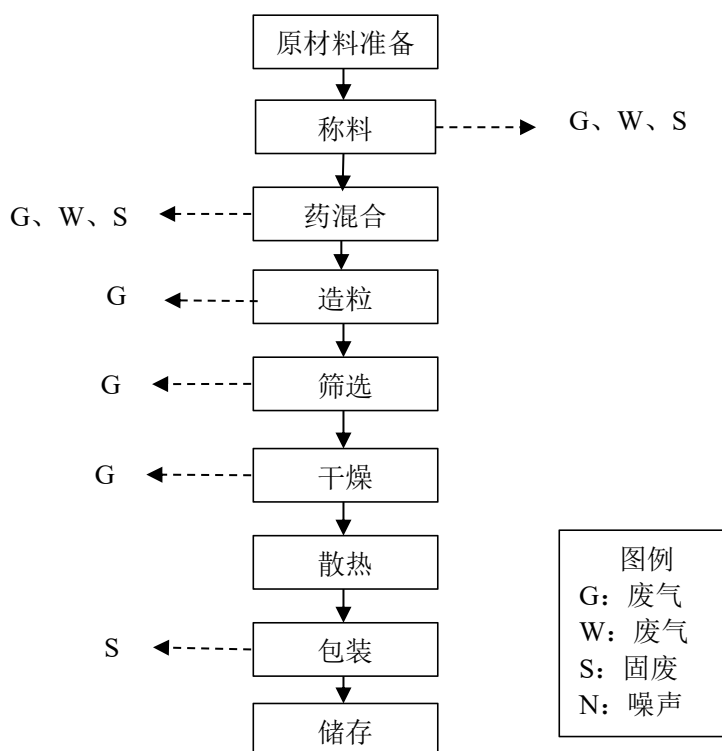 原材料准备
称料
G、W、S
G、W、S
药混合
G
造粒
G
筛选
G
干燥
散热
S
包装
储存
图例
G：废气
W：废气
S：固废
N：噪声